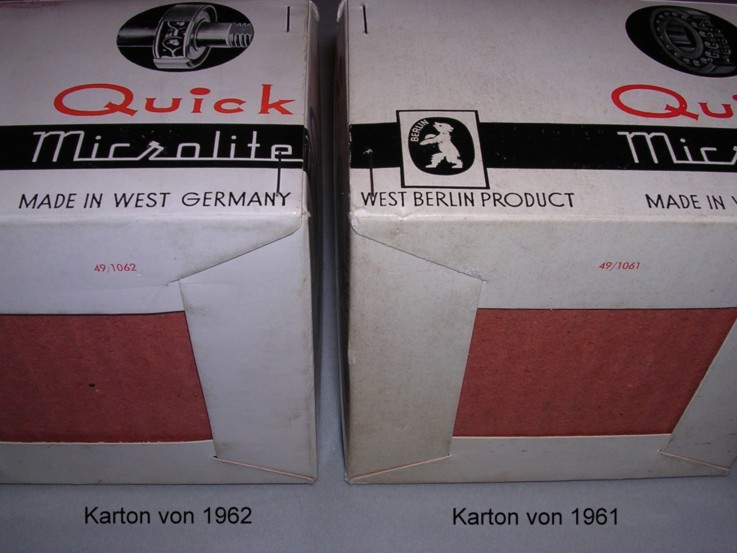 Quick
Microlite
MADE IN WEST GERMANY
49/1062
Karton von 1962
BERLIN
WEST BERLIN PRODUCT
MADE IN
49/1061
Karton von 1961